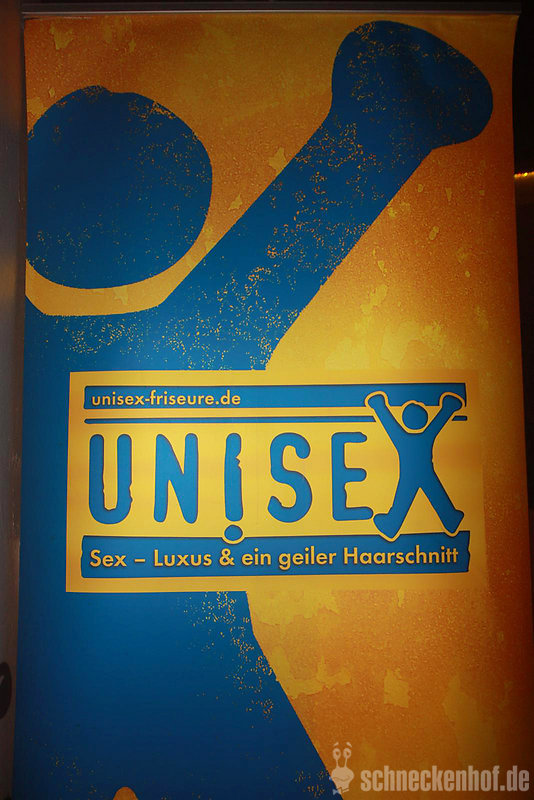 unisex-friseure.de
UNISEX
Sex – Luxus & ein geiler Haarschnitt
schneckenhof.de